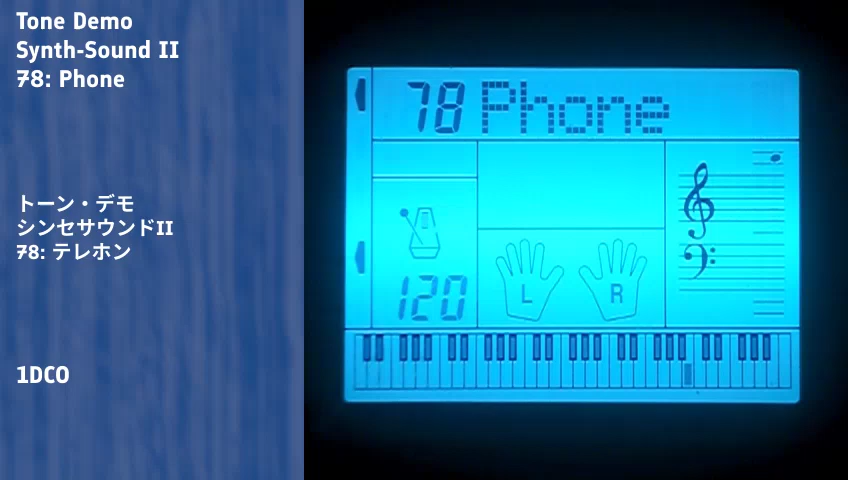 Tone Demo
Synth-Sound II
78: Phone
トーン・デモ
シンセサウンドII
78: テレホン
1DCO
78 Phone
120
L R